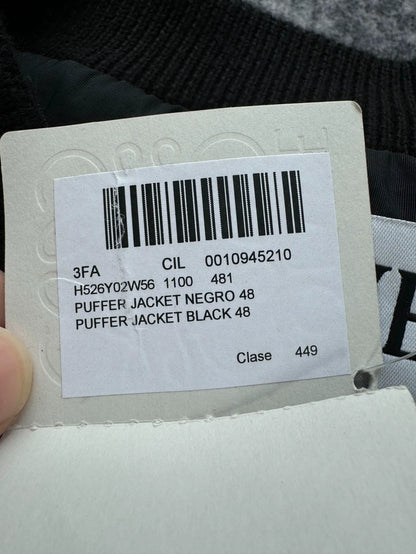 3FA CIL 0010945210
H526Y02W56 1100 481
PUFFER JACKET NEGRO 48
PUFFER JACKET BLACK 48
Clase 449